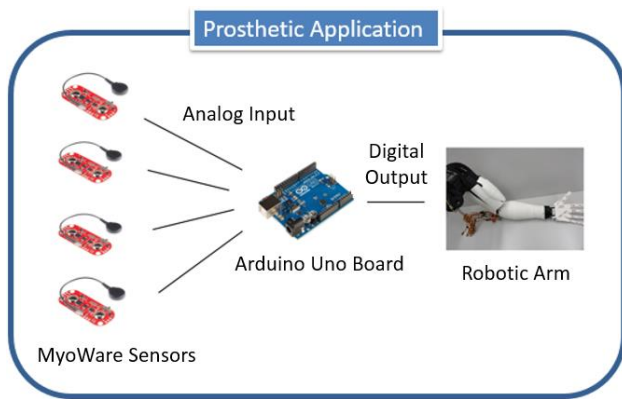 Prosthetic Application
Analog Input
Digital
Output
Arduino Uno Board
Robotic Arm
MyoWare Sensors